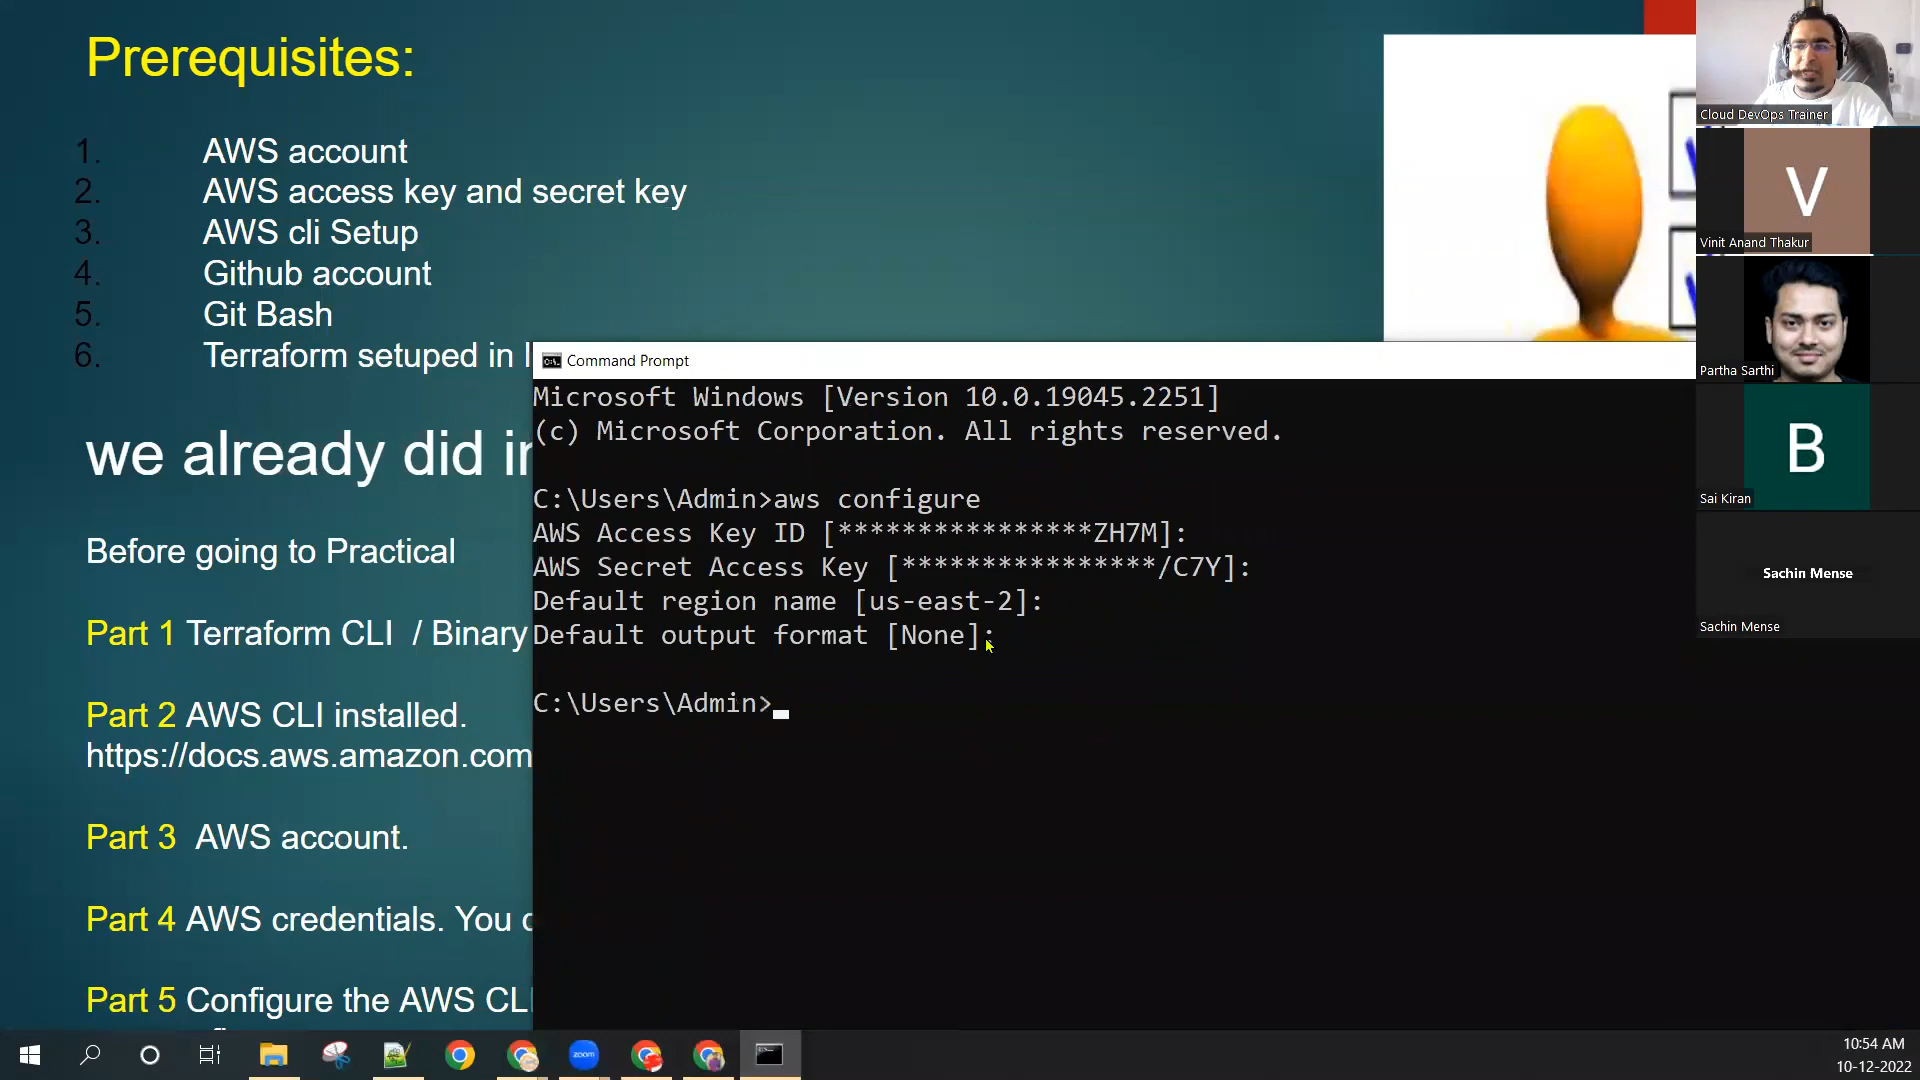 Prerequisites:
1. AWS account
2. AWS access key and secret key
3. AWS cli Setup
4. Github account
5. Git Bash
6. Terraform setuped in
we already did in
Before going to Practical
Part 1 Terraform CLI / Binary
Part 2 AWS CLI installed.
https://docs.aws.amazon.com
Part 3 AWS account.
Part 4 AWS credentials. You
Part 5 Configure the AWS CLI
Command Prompt
Microsoft Windows [Version 10.0.19045.2251]
(c) Microsoft Corporation. All rights reserved.
C:\Users\Admin>aws configure
AWS Access Key ID [****************ZH7M]:
AWS Secret Access Key [****************/C7Y]:
Default region name [us-east-2]:
Default output format [None]:
C:\Users\Admin>
Cloud DevOps Trainer
V
Vinit Anand Thakur
Partha Sarthi
B
Sai Kiran
Sachin Mense
Sachin Mense
zoom
10:54 AM
10-12-2022